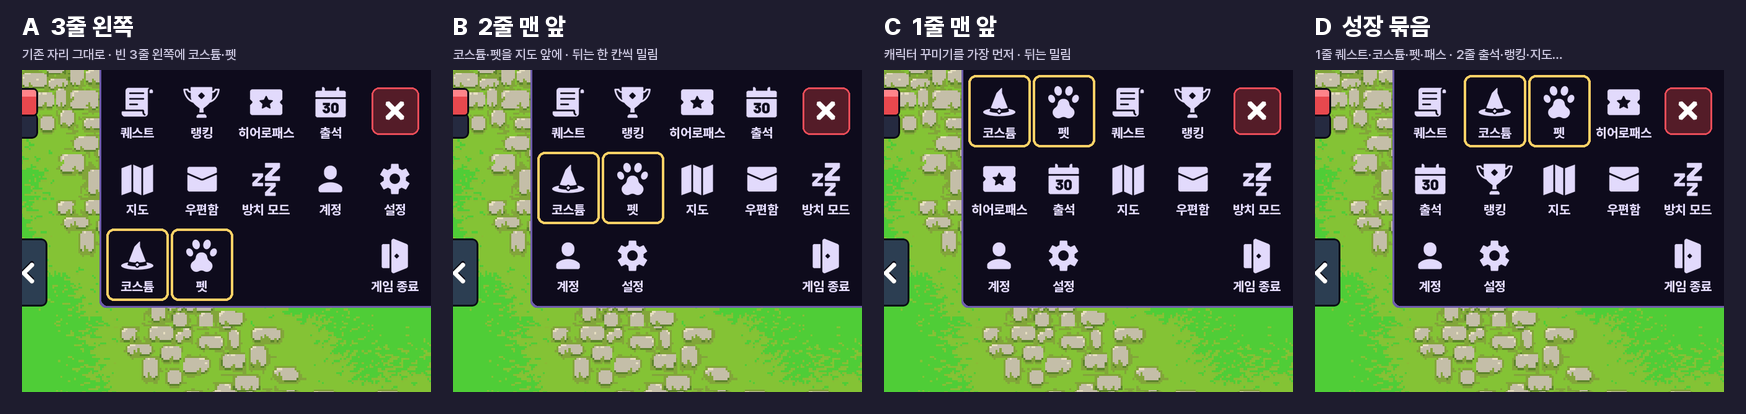 A 3줄 왼쪽
기존 자리 그대로 · 빈 3줄 왼쪽에 코스튬·펫
퀘스트 랭킹 히어로패스 30 출석
지도 우편함 방치 모드 계정 설정
코스튬 펫 게임 종료
B 2줄 맨 앞
코스튬·펫을 지도 앞에 · 뒤는 한 칸씩 밀림
퀘스트 랭킹 히어로패스 30 출석
코스튬 펫 지도 우편함 방치 모드
계정 설정 게임 종료
C 1줄 맨 앞
캐릭터 꾸미기를 가장 먼저 · 뒤는 밀림
코스튬 펫 퀘스트 랭킹
히어로패스 30 출석 지도 우편함 방치 모드
계정 설정 게임 종료
D 성장 묶음
1줄 퀘스트·코스튬·펫·패스 · 2줄 출석·랭킹·지도...
퀘스트 코스튬 펫 히어로패스
30 출석 랭킹 지도 우편함 방치 모드
계정 설정 게임 종료